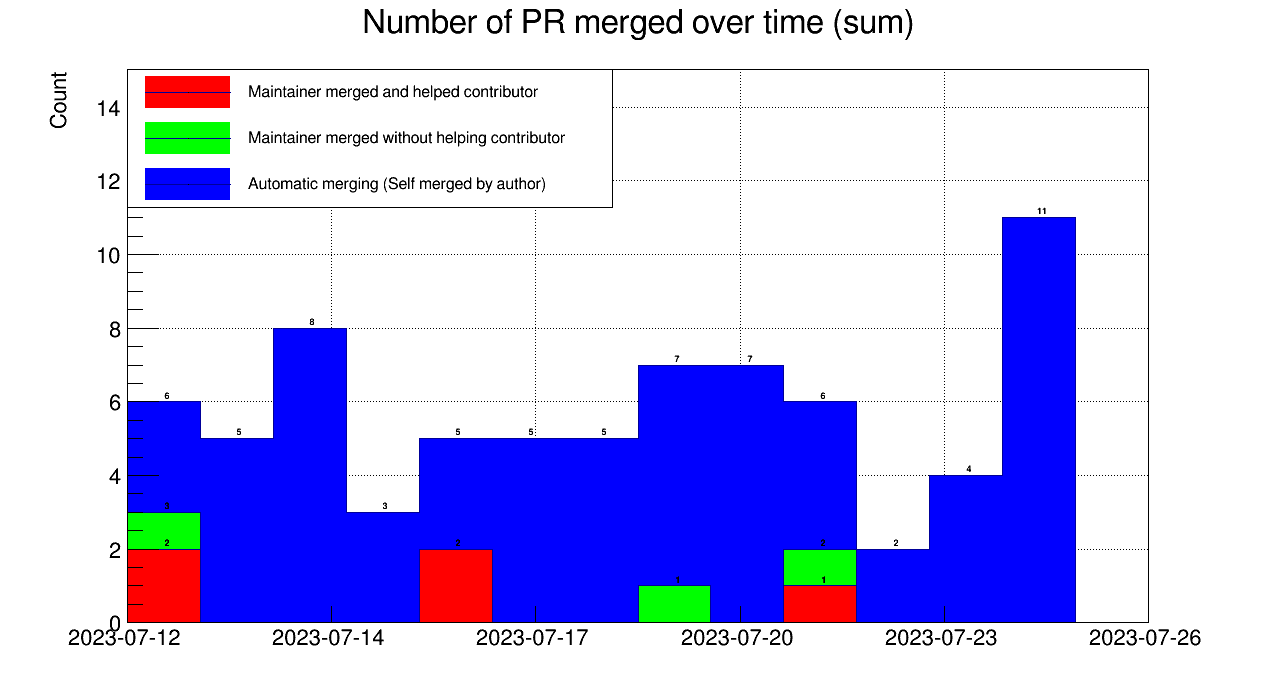 Number of PR merged over time (sum)
Count
Maintainer merged and helped contributor
Maintainer merged without helping contributor
Automatic merging (Self merged by author)
14
12
10
8
6
4
2
0
11
8
7 7
6 6
5 5 5 5
4
3
2
3 2 2
2 1 1
2023-07-12 2023-07-14 2023-07-17 2023-07-20 2023-07-23 2023-07-26